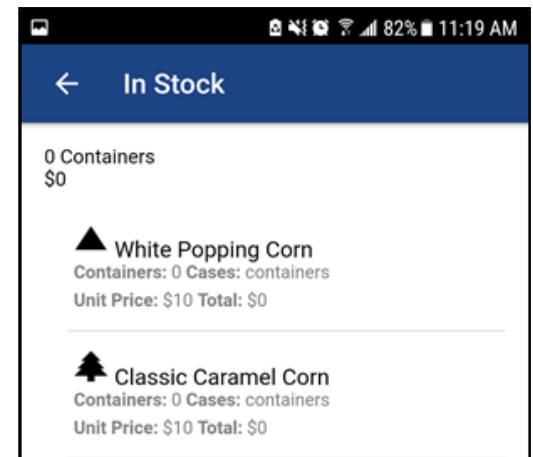 82% 11:19 AM
In Stock
0 Containers
$0
White Popping Corn
Containers: 0 Cases: containers
Unit Price: $10 Total: $0
Classic Caramel Corn
Containers: 0 Cases: containers
Unit Price: $10 Total: $0